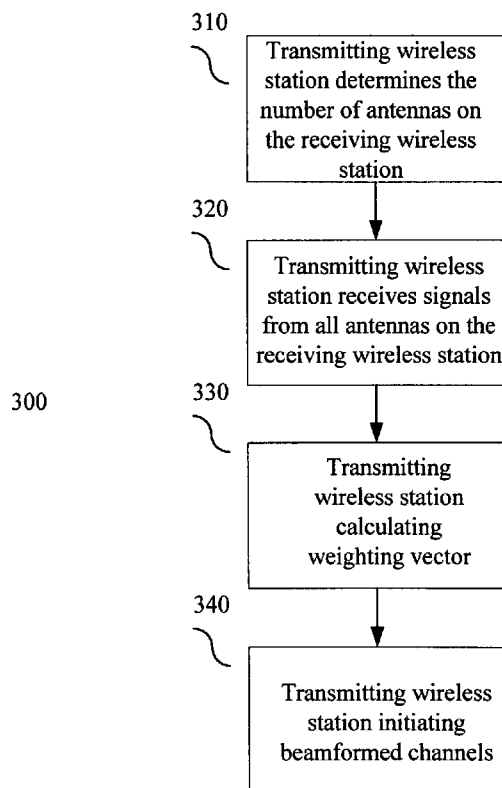 310
Transmitting wireless
station determines the
number of antennas on
the receiving wireless
station
320
Transmitting wireless
station receives signals
from all antennas on the
receiving wireless station
300
330
Transmitting
wireless station
calculating
weighting vector
340
Transmitting wireless
station initiating
beamformed channels